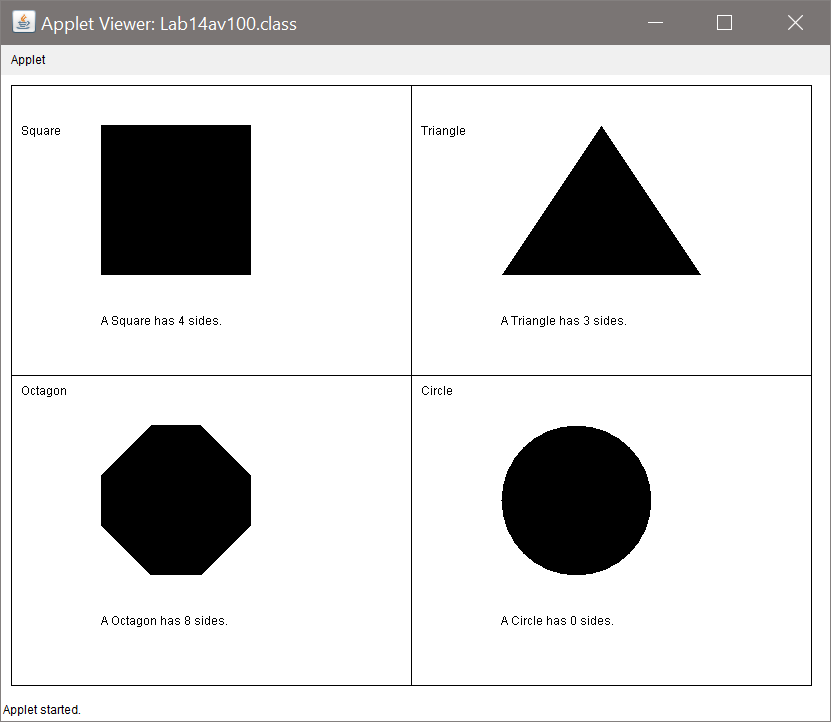 Applet Viewer: Lab14av100.class
Applet
Square
A Square has 4 sides.
Triangle
A Triangle has 3 sides.
Octagon
A Octagon has 8 sides.
Circle
A Circle has 0 sides.
Applet started.